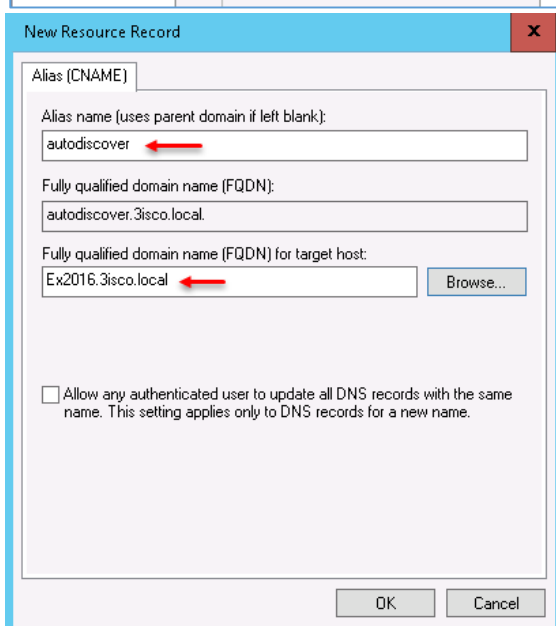 New Resource Record
x
Alias (CNAME)
Alias name (uses parent domain if left blank):
autodiscover
Fully qualified domain name (FQDN):
autodiscover.3isco.local.
Fully qualified domain name (FQDN) for target host:
Ex2016.3isco.local
Browse...
Allow any authenticated user to update all DNS records with the same
name. This setting applies only to DNS records for a new name.
OK
Cancel